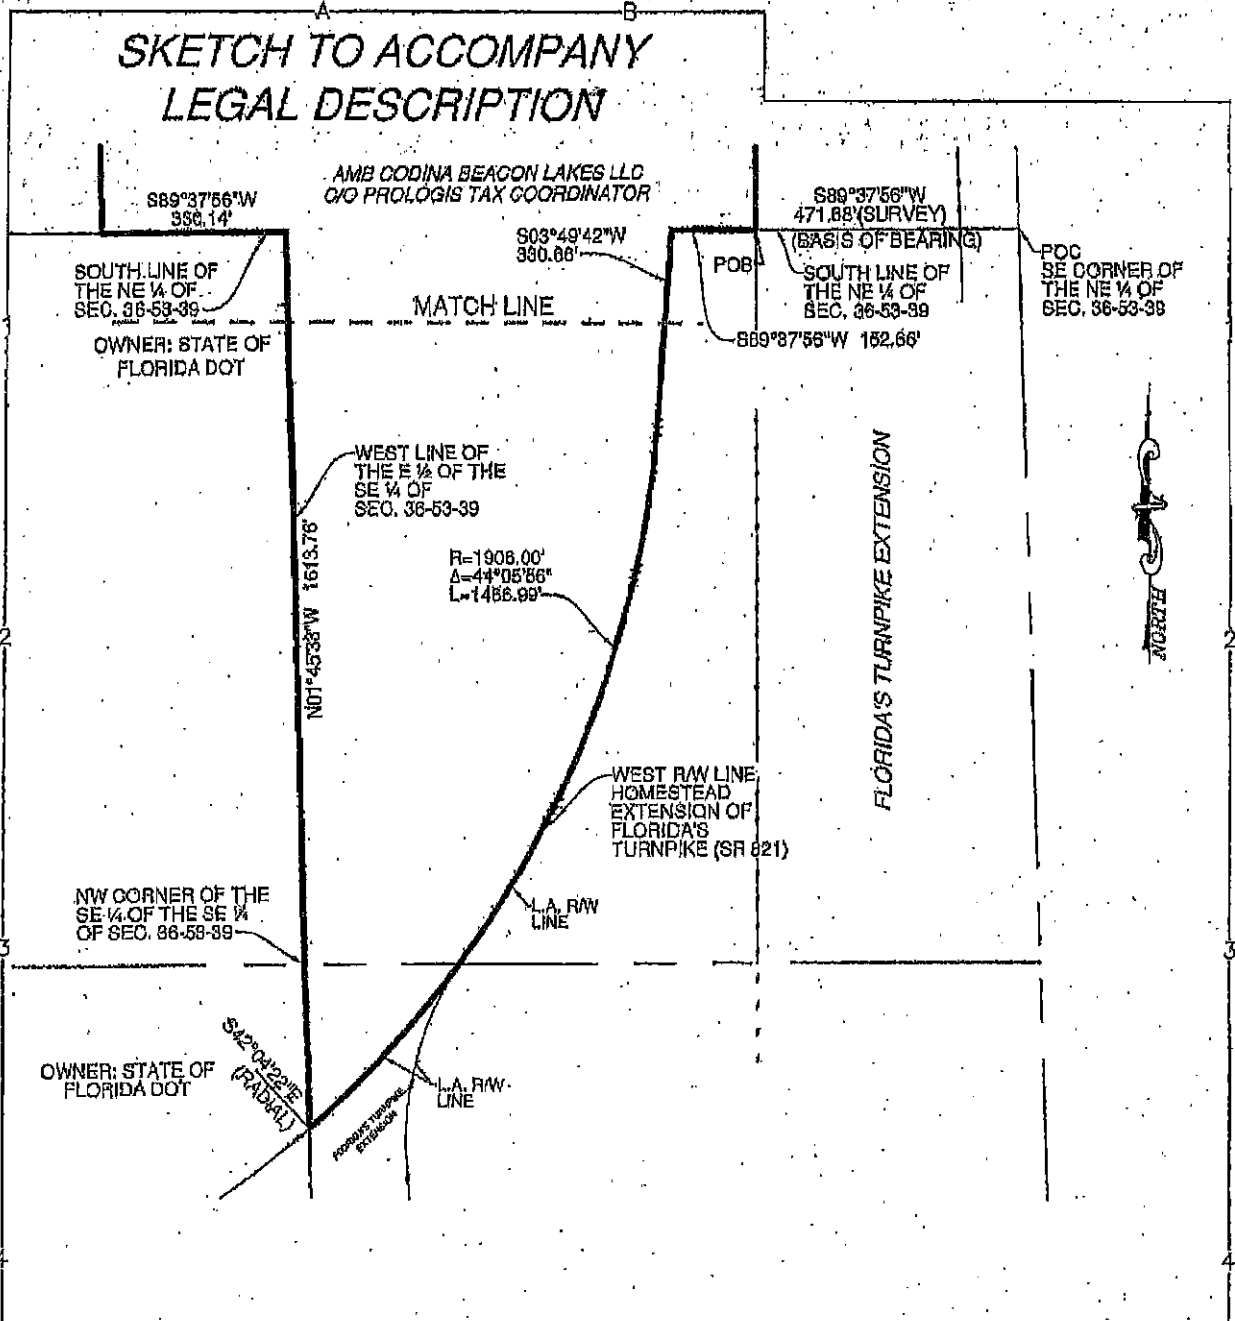 A
B
SKETCH TO ACCOMPANY
LEGAL DESCRIPTION
AMB CODINA BEACON LAKES LLC
C/O PROLOGIS TAX COORDINATOR
S89°37'56"W
336.14'
S03°49'42"W
330.66'
S89°37'56"W
471.68'(SURVEY)
(BASIS OF BEARING)
POB
SOUTH LINE OF
THE NE ¼ OF
SEC. 36-53-39
SOUTH LINE OF
THE NE ¼ OF
SEC. 36-53-39
POC
SE CORNER OF
THE NE ¼ OF
SEC. 36-53-39
MATCH LINE
1
1
S89°37'56"W 152.66'
OWNER: STATE OF
FLORIDA DOT
WEST LINE OF
THE E ½ OF THE
SE ¼ OF
SEC. 36-53-39
N01°45'33"W 1613.76'
R=1906.00'
Δ=44°05'56"
L=1466.99'
FLORIDA'S TURNPIKE EXTENSION
NORTH
2
2
WEST R/W LINE
HOMESTEAD
EXTENSION OF
FLORIDA'S
TURNPIKE (SR 821)
L.A. R/W
LINE
NW CORNER OF THE
SE ¼ OF THE SE ¼
OF SEC. 36-53-39
3
3
S42°04'22"E
(RADIAL)
OWNER: STATE OF
FLORIDA DOT
L.A. R/W
LINE
FLORIDA'S TURNPIKE
EXTENSION
4
4